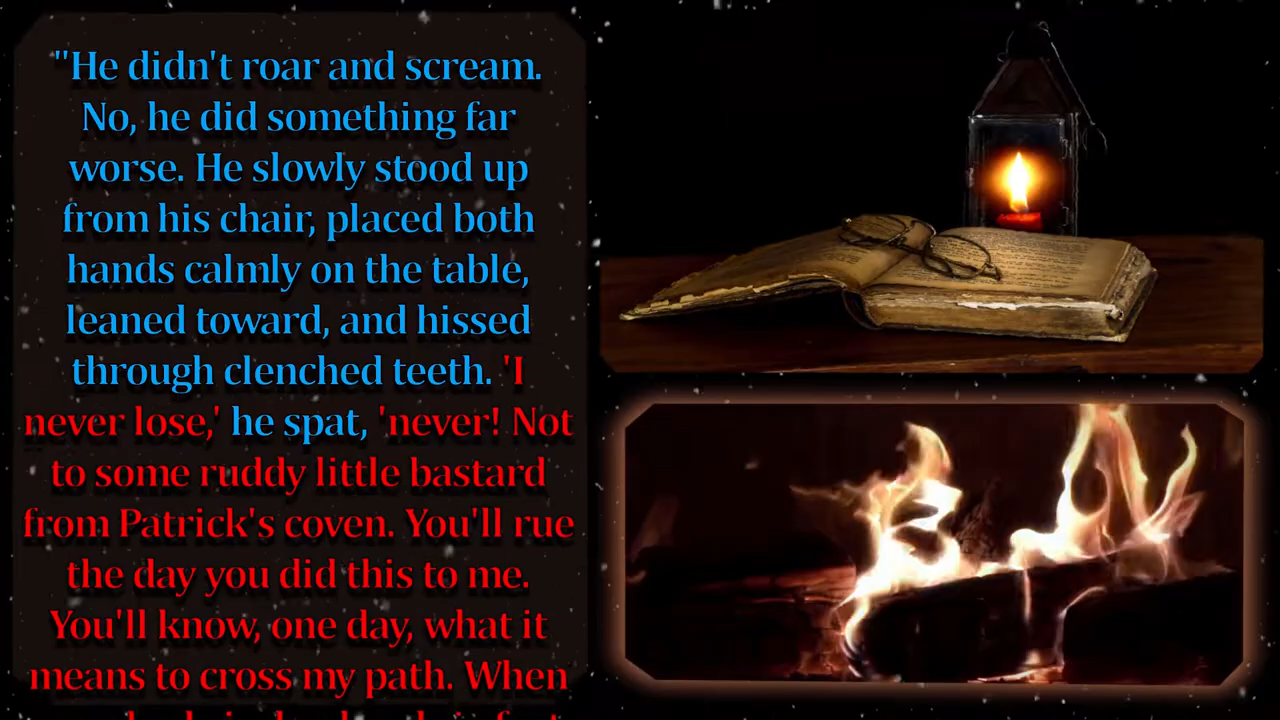 "He didn't roar and scream.
No, he did something far
worse. He slowly stood up
from his chair, placed both
hands calmly on the table,
leaned toward, and hissed
through clenched teeth. 'I
never lose,' he spat, 'never! Not
to some ruddy little bastard
from Patrick's coven. You'll rue
the day you did this to me.
You'll know, one day, what it
means to cross my path. When